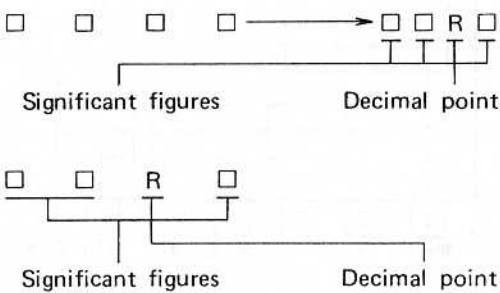 □ □ □ □ → □ □ R □
Significant figures Decimal point
□ □ R □
Significant figures Decimal point